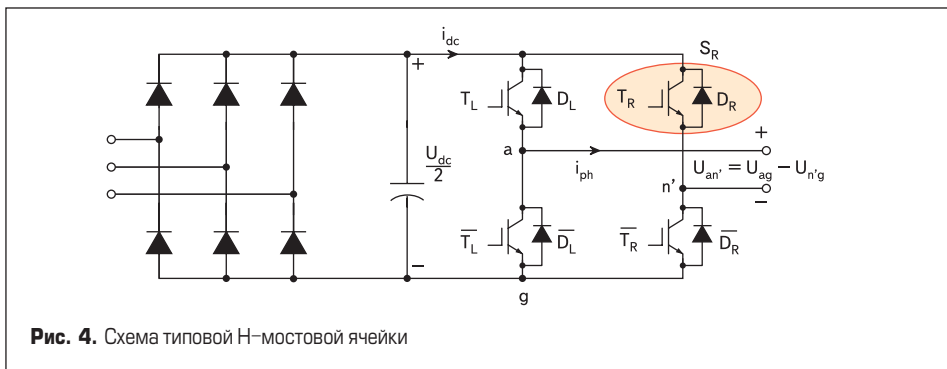 i_dc
S_R
+
T_L
D_L
T_R
D_R
U_dc
2
a
i_ph
+
U_an' = U_ag − U_n'g
n'
−
T̅_L̅
D̅_L̅
T̅_R̅
D̅_R̅
−
g
Рис. 4. Схема типовой Н-мостовой ячейки